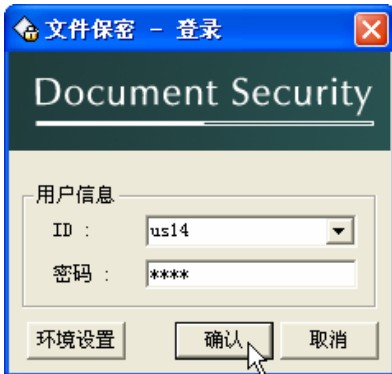 文件保密 - 登录
Document Security
用户信息
ID : us14
密码 : ****
环境设置 确认 取消